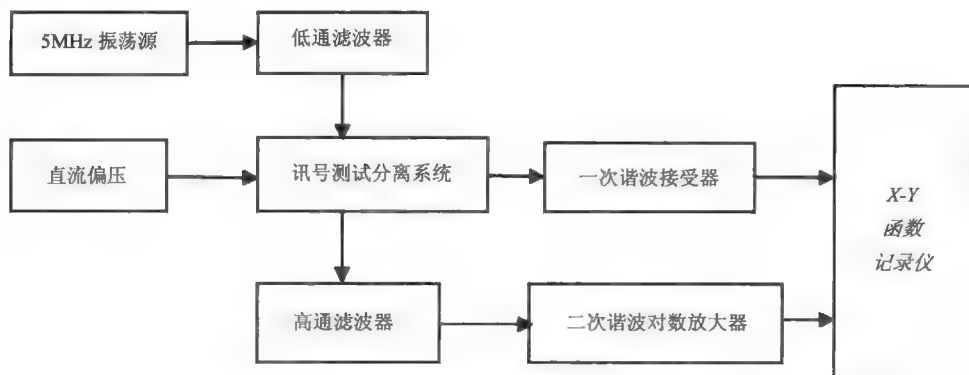 5MHz 振荡源
低通滤波器
直流偏压
讯号测试分离系统
一次谐波接受器
X-Y
函数
记录仪
高通滤波器
二次谐波对数放大器